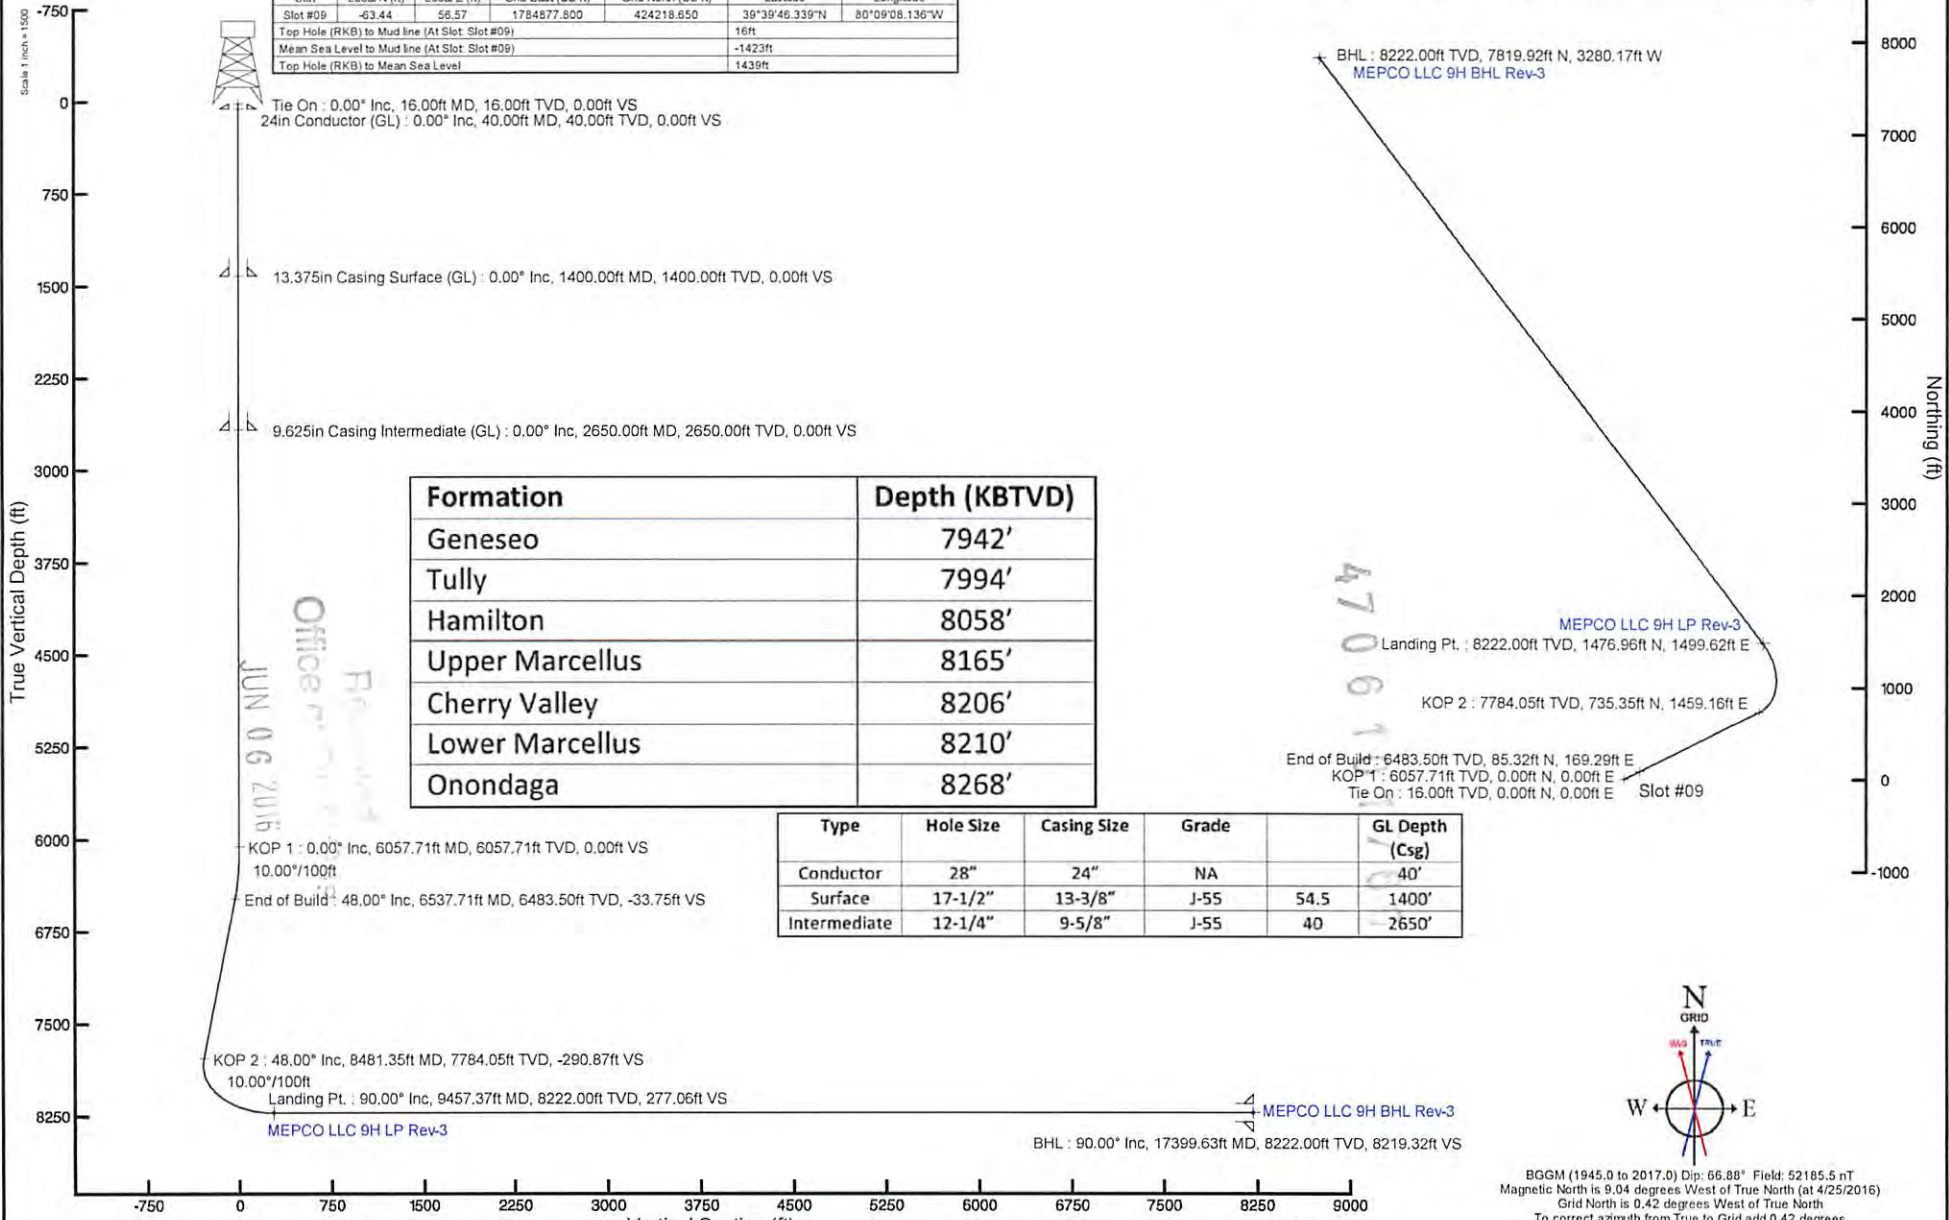 Scale 1 inch = 1500
Slot #09 -63.44 56.57 1784877.800 424218.650 39°39'46.339"N 80°09'08.136"W
Top Hole (RKB) to Mud line (At Slot: Slot #09) 16ft
Mean Sea Level to Mud line (At Slot: Slot #09) -1423ft
Top Hole (RKB) to Mean Sea Level 1439ft
Tie On : 0.00° Inc, 16.00ft MD, 16.00ft TVD, 0.00ft VS
24in Conductor (GL) : 0.00° Inc, 40.00ft MD, 40.00ft TVD, 0.00ft VS
13.375in Casing Surface (GL) : 0.00° Inc, 1400.00ft MD, 1400.00ft TVD, 0.00ft VS
9.625in Casing Intermediate (GL) : 0.00° Inc, 2650.00ft MD, 2650.00ft TVD, 0.00ft VS
-750
0
750
1500
2250
3000
3750
4500
5250
6000
6750
7500
8250
True Vertical Depth (ft)
Formation Depth (KBTVD)
Geneseo 7942'
Tully 7994'
Hamilton 8058'
Upper Marcellus 8165'
Cherry Valley 8206'
Lower Marcellus 8210'
Onondaga 8268'
Office
JUN 06 2016
KOP 1 : 0.00° Inc, 6057.71ft MD, 6057.71ft TVD, 0.00ft VS
10.00°/100ft
End of Build : 48.00° Inc, 6537.71ft MD, 6483.50ft TVD, -33.75ft VS
KOP 2 : 48.00° Inc, 8481.35ft MD, 7784.05ft TVD, -290.87ft VS
10.00°/100ft
Landing Pt. : 90.00° Inc, 9457.37ft MD, 8222.00ft TVD, 277.06ft VS
MEPCO LLC 9H LP Rev-3
MEPCO LLC 9H BHL Rev-3
BHL : 90.00° Inc, 17399.63ft MD, 8222.00ft TVD, 8219.32ft VS
-750 0 750 1500 2250 3000 3750 4500 5250 6000 6750 7500 8250 9000
Type Hole Size Casing Size Grade GL Depth (Csg)
Conductor 28" 24" NA 40'
Surface 17-1/2" 13-3/8" J-55 54.5 1400'
Intermediate 12-1/4" 9-5/8" J-55 40 2650'
BHL : 8222.00ft TVD, 7819.92ft N, 3280.17ft W
MEPCO LLC 9H BHL Rev-3
MEPCO LLC 9H LP Rev-3
Landing Pt. : 8222.00ft TVD, 1476.96ft N, 1499.62ft E
KOP 2 : 7784.05ft TVD, 735.35ft N, 1459.16ft E
End of Build : 6483.50ft TVD, 85.32ft N, 169.29ft E
KOP 1 : 6057.71ft TVD, 0.00ft N, 0.00ft E
Tie On : 16.00ft TVD, 0.00ft N, 0.00ft E
Slot #09
8000
7000
6000
5000
4000
3000
2000
1000
0
-1000
Northing (ft)
N
GRID
MAG TRUE
W E
BGGM (1945.0 to 2017.0) Dip: 66.88° Field: 52185.5 nT
Magnetic North is 9.04 degrees West of True North (at 4/25/2016)
Grid North is 0.42 degrees West of True North
To correct azimuth from True to Grid add 0.42 degrees